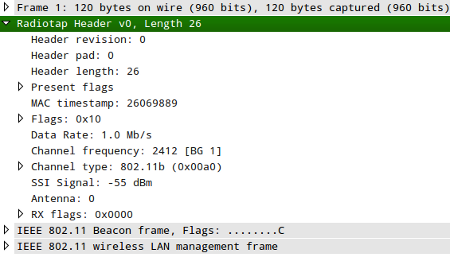 Frame 1: 120 bytes on wire (960 bits), 120 bytes captured (960 bits)
Radiotap Header v0, Length 26
Header revision: 0
Header pad: 0
Header length: 26
Present flags
MAC timestamp: 26069889
Flags: 0x10
Data Rate: 1.0 Mb/s
Channel frequency: 2412 [BG 1]
Channel type: 802.11b (0x00a0)
SSI Signal: -55 dBm
Antenna: 0
RX flags: 0x0000
IEEE 802.11 Beacon frame, Flags: ........C
IEEE 802.11 wireless LAN management frame